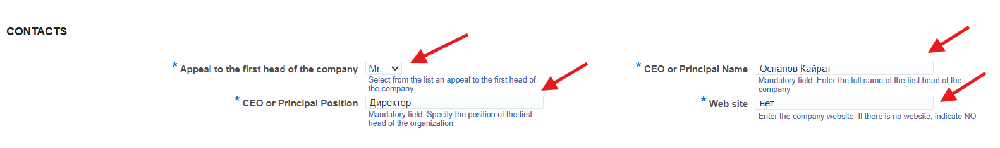 CONTACTS
* Appeal to the first head of the company Mr.
Select from the list an appeal to the first head of
the company
* CEO or Principal Position Директор
Mandatory field. Specify the position of the first
head of the organization
* CEO or Principal Name Оспанов Кайрат
Mandatory field. Enter the full name of the first head of the
company
* Web site нет
Enter the company website. If there is no website, indicate NO